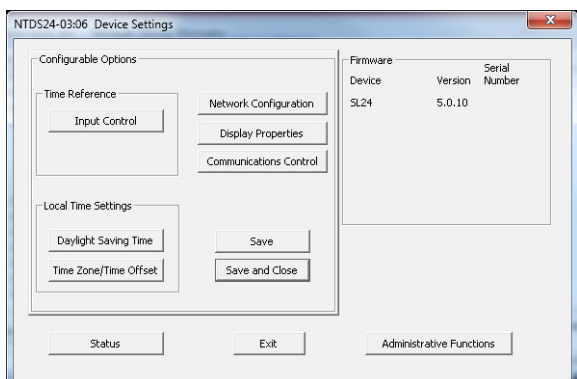 NTDS24-03:06 Device Settings
Configurable Options
Time Reference
Input Control
Network Configuration
Display Properties
Communications Control
Local Time Settings
Daylight Saving Time
Time Zone/Time Offset
Save
Save and Close
Firmware
Device Version Serial Number
SL24 5.0.10
Status Exit Administrative Functions